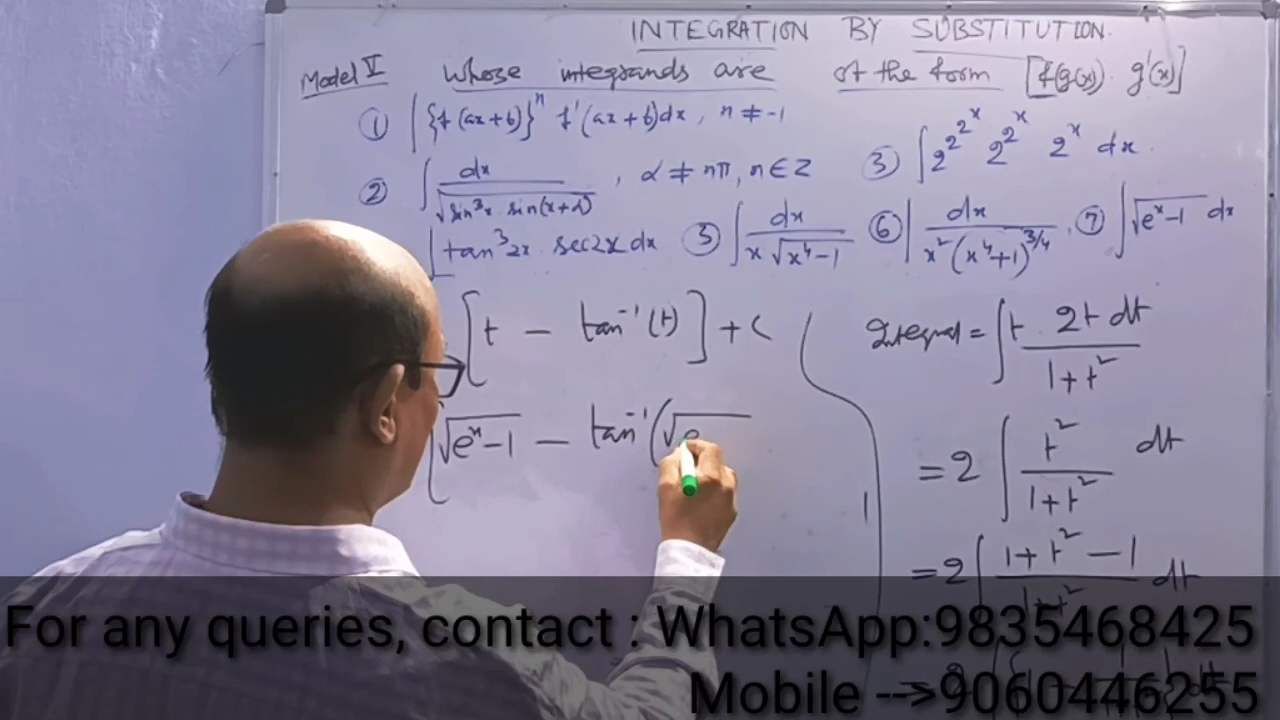 INTEGRATION BY SUBSTITUTION.
Model V whose integrands are of the form [f(g(x)) · g'(x)]
① ∫{f(ax+b)}ⁿ f'(ax+b)dx, n ≠ -1
② ∫ dx / √(sin³x · sin(x+α)), α ≠ nπ, n ∈ Z ③ ∫ 2^(2^(2^x)) 2^(2^x) 2^x dx.
∫ tan³2x · sec2x dx ⑤ ∫ dx / (x √(x⁴-1)) ⑥ ∫ dx / (x²(x⁴+1)^(3/4)), ⑦ ∫ √(eˣ-1) dx
[t - tan⁻¹(t)] + C
[√(eˣ-1) - tan⁻¹(√e
Integral = ∫ t · 2t dt / (1+t²)
= 2 ∫ t² / (1+t²) dt
= 2 ∫ (1+t²-1) / (1+t²) dt
For any queries, contact : WhatsApp:9835468425
Mobile -->9060446255